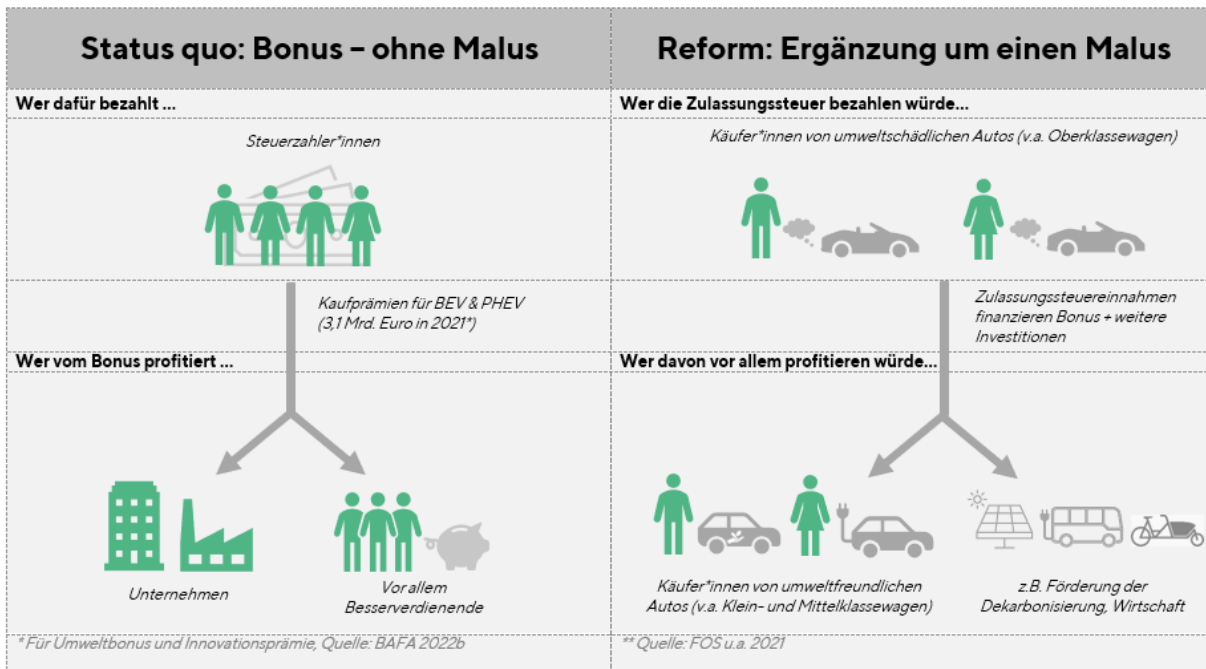 Status quo: Bonus – ohne Malus
Wer dafür bezahlt ...
Steuerzahler*innen
Kaufprämien für BEV & PHEV
(3,1 Mrd. Euro in 2021*)
Wer vom Bonus profitiert ...
Unternehmen
Vor allem
Besserverdienende
* Für Umweltbonus und Innovationsprämie, Quelle: BAFA 2022b
Reform: Ergänzung um einen Malus
Wer die Zulassungssteuer bezahlen würde...
Käufer*innen von umweltschädlichen Autos (v.a. Oberklassewagen)
Zulassungssteuereinnahmen
finanzieren Bonus + weitere
Investitionen
Wer davon vor allem profitieren würde...
Käufer*innen von umweltfreundlichen
Autos (v.a. Klein- und Mittelklassewagen)
z.B. Förderung der
Dekarbonisierung, Wirtschaft
** Quelle: FOS u.a. 2021